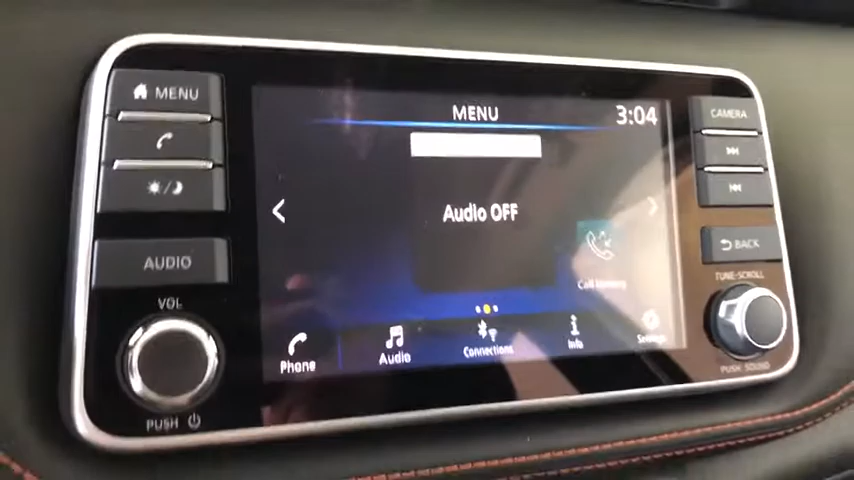 MENU
AUDIO
VOL
PUSH
MENU
3:04
Audio OFF
Call History
Phone
Audio
Connections
Info
Settings
CAMERA
BACK
TUNE·SCROLL
PUSH SOUND